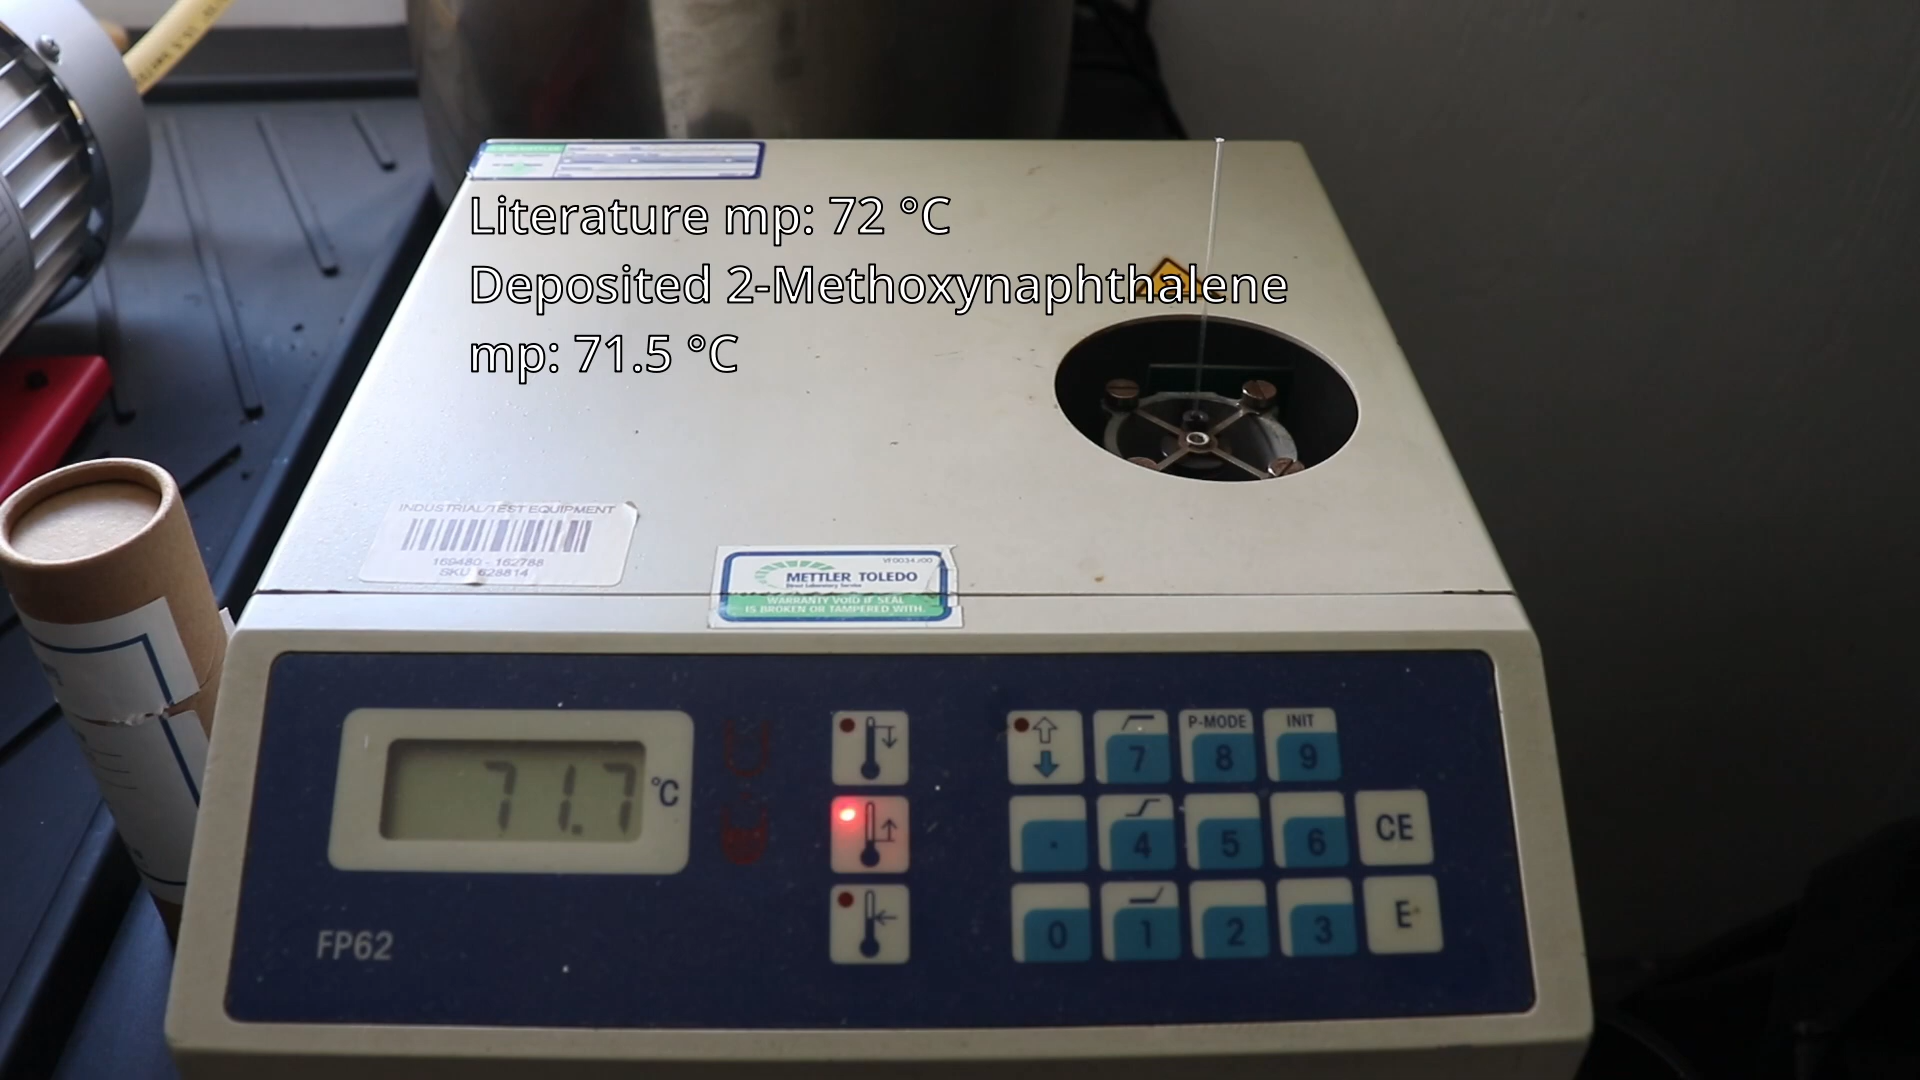 Literature mp: 72 °C
Deposited 2-Methoxynaphthalene
mp: 71.5 °C
INDUSTRIAL/TEST EQUIPMENT
169480 - 162788
SKU 628814
VF0034/00
METTLER TOLEDO
WARRANTY VOID IF SEAL
IS BROKEN OR TAMPERED WITH
71.7 °C
P-MODE INIT
7 8 9
. 4 5 6 CE
0 1 2 3 E
FP62